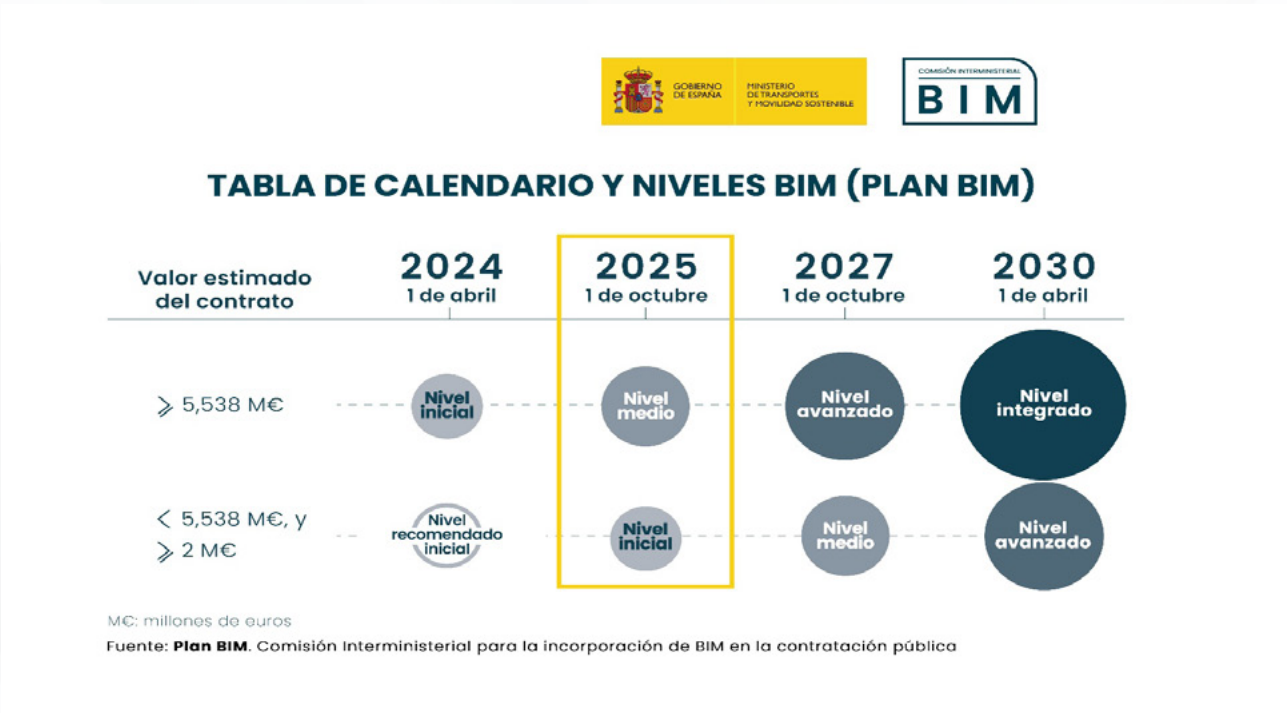 GOBIERNO
DE ESPAÑA
MINISTERIO
DE TRANSPORTES
Y MOVILIDAD SOSTENIBLE
COMISIÓN INTERMINISTERIAL
BIM
TABLA DE CALENDARIO Y NIVELES BIM (PLAN BIM)
Valor estimado
del contrato
2024
1 de abril
2025
1 de octubre
2027
1 de octubre
2030
1 de abril
⩾ 5,538 M€
Nivel
inicial
Nivel
medio
Nivel
avanzado
Nivel
integrado
< 5,538 M€, y
⩾ 2 M€
Nivel
recomendado
inicial
Nivel
inicial
Nivel
medio
Nivel
avanzado
M€: millones de euros
Fuente: Plan BIM. Comisión Interministerial para la incorporación de BIM en la contratación pública